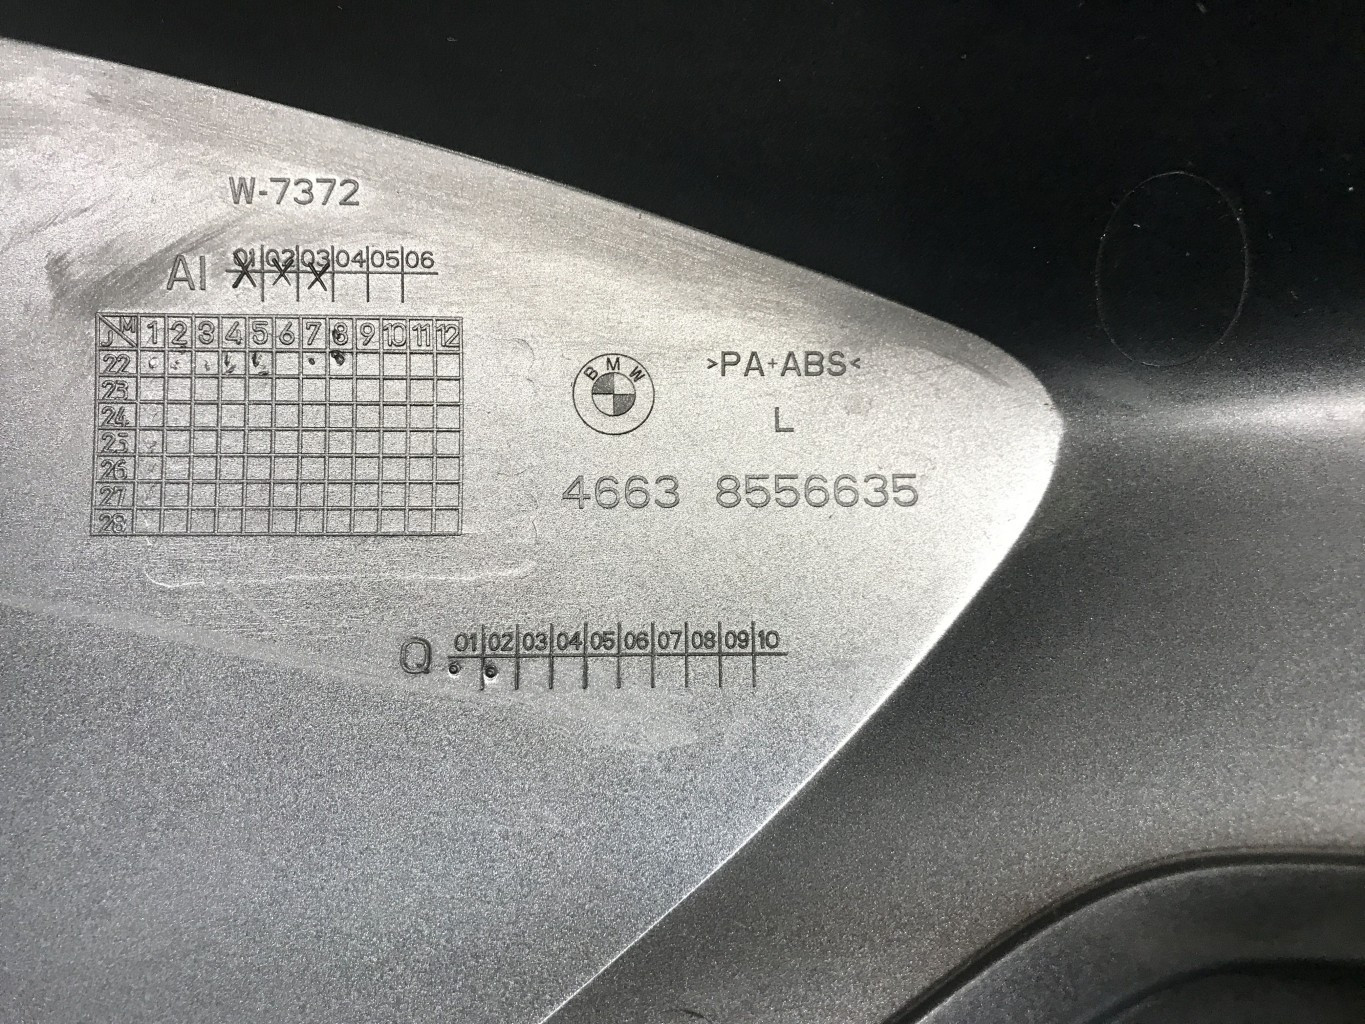 W-7372
AI 01 02 03 04 05 06
J M 1 2 3 4 5 6 7 8 9 10 11 12
22
23
24
25
26
27
28
BMW
>PA+ABS<
L
4663 8556635
Q 01 02 03 04 05 06 07 08 09 10